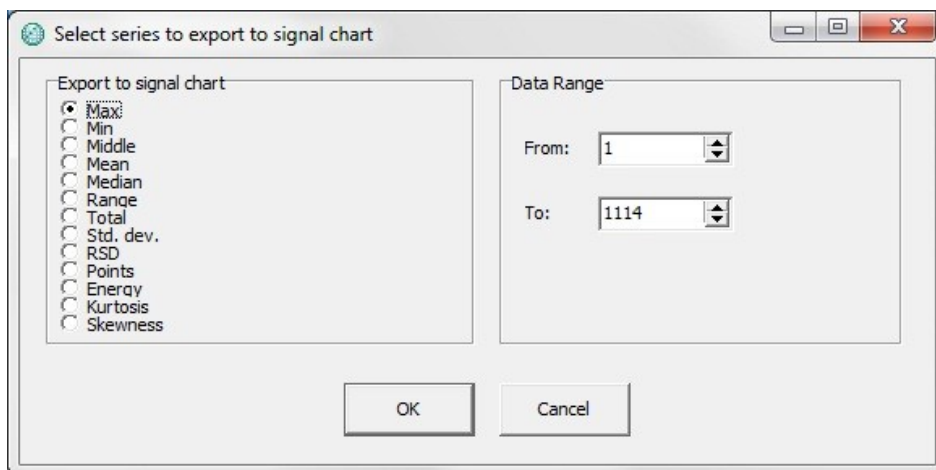 Select series to export to signal chart
Export to signal chart
Max
Min
Middle
Mean
Median
Range
Total
Std. dev.
RSD
Points
Energy
Kurtosis
Skewness
Data Range
From: 1
To: 1114
OK
Cancel